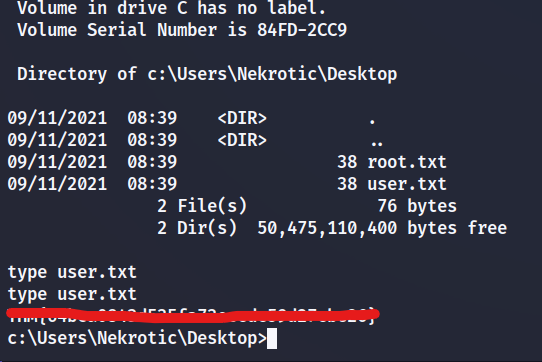 Volume in drive C has no label.
Volume Serial Number is 84FD-2CC9
Directory of c:\Users\Nekrotic\Desktop
09/11/2021 08:39 <DIR> .
09/11/2021 08:39 <DIR> ..
09/11/2021 08:39 38 root.txt
09/11/2021 08:39 38 user.txt
2 File(s) 76 bytes
2 Dir(s) 50,475,110,400 bytes free
type user.txt
type user.txt
c:\Users\Nekrotic\Desktop>